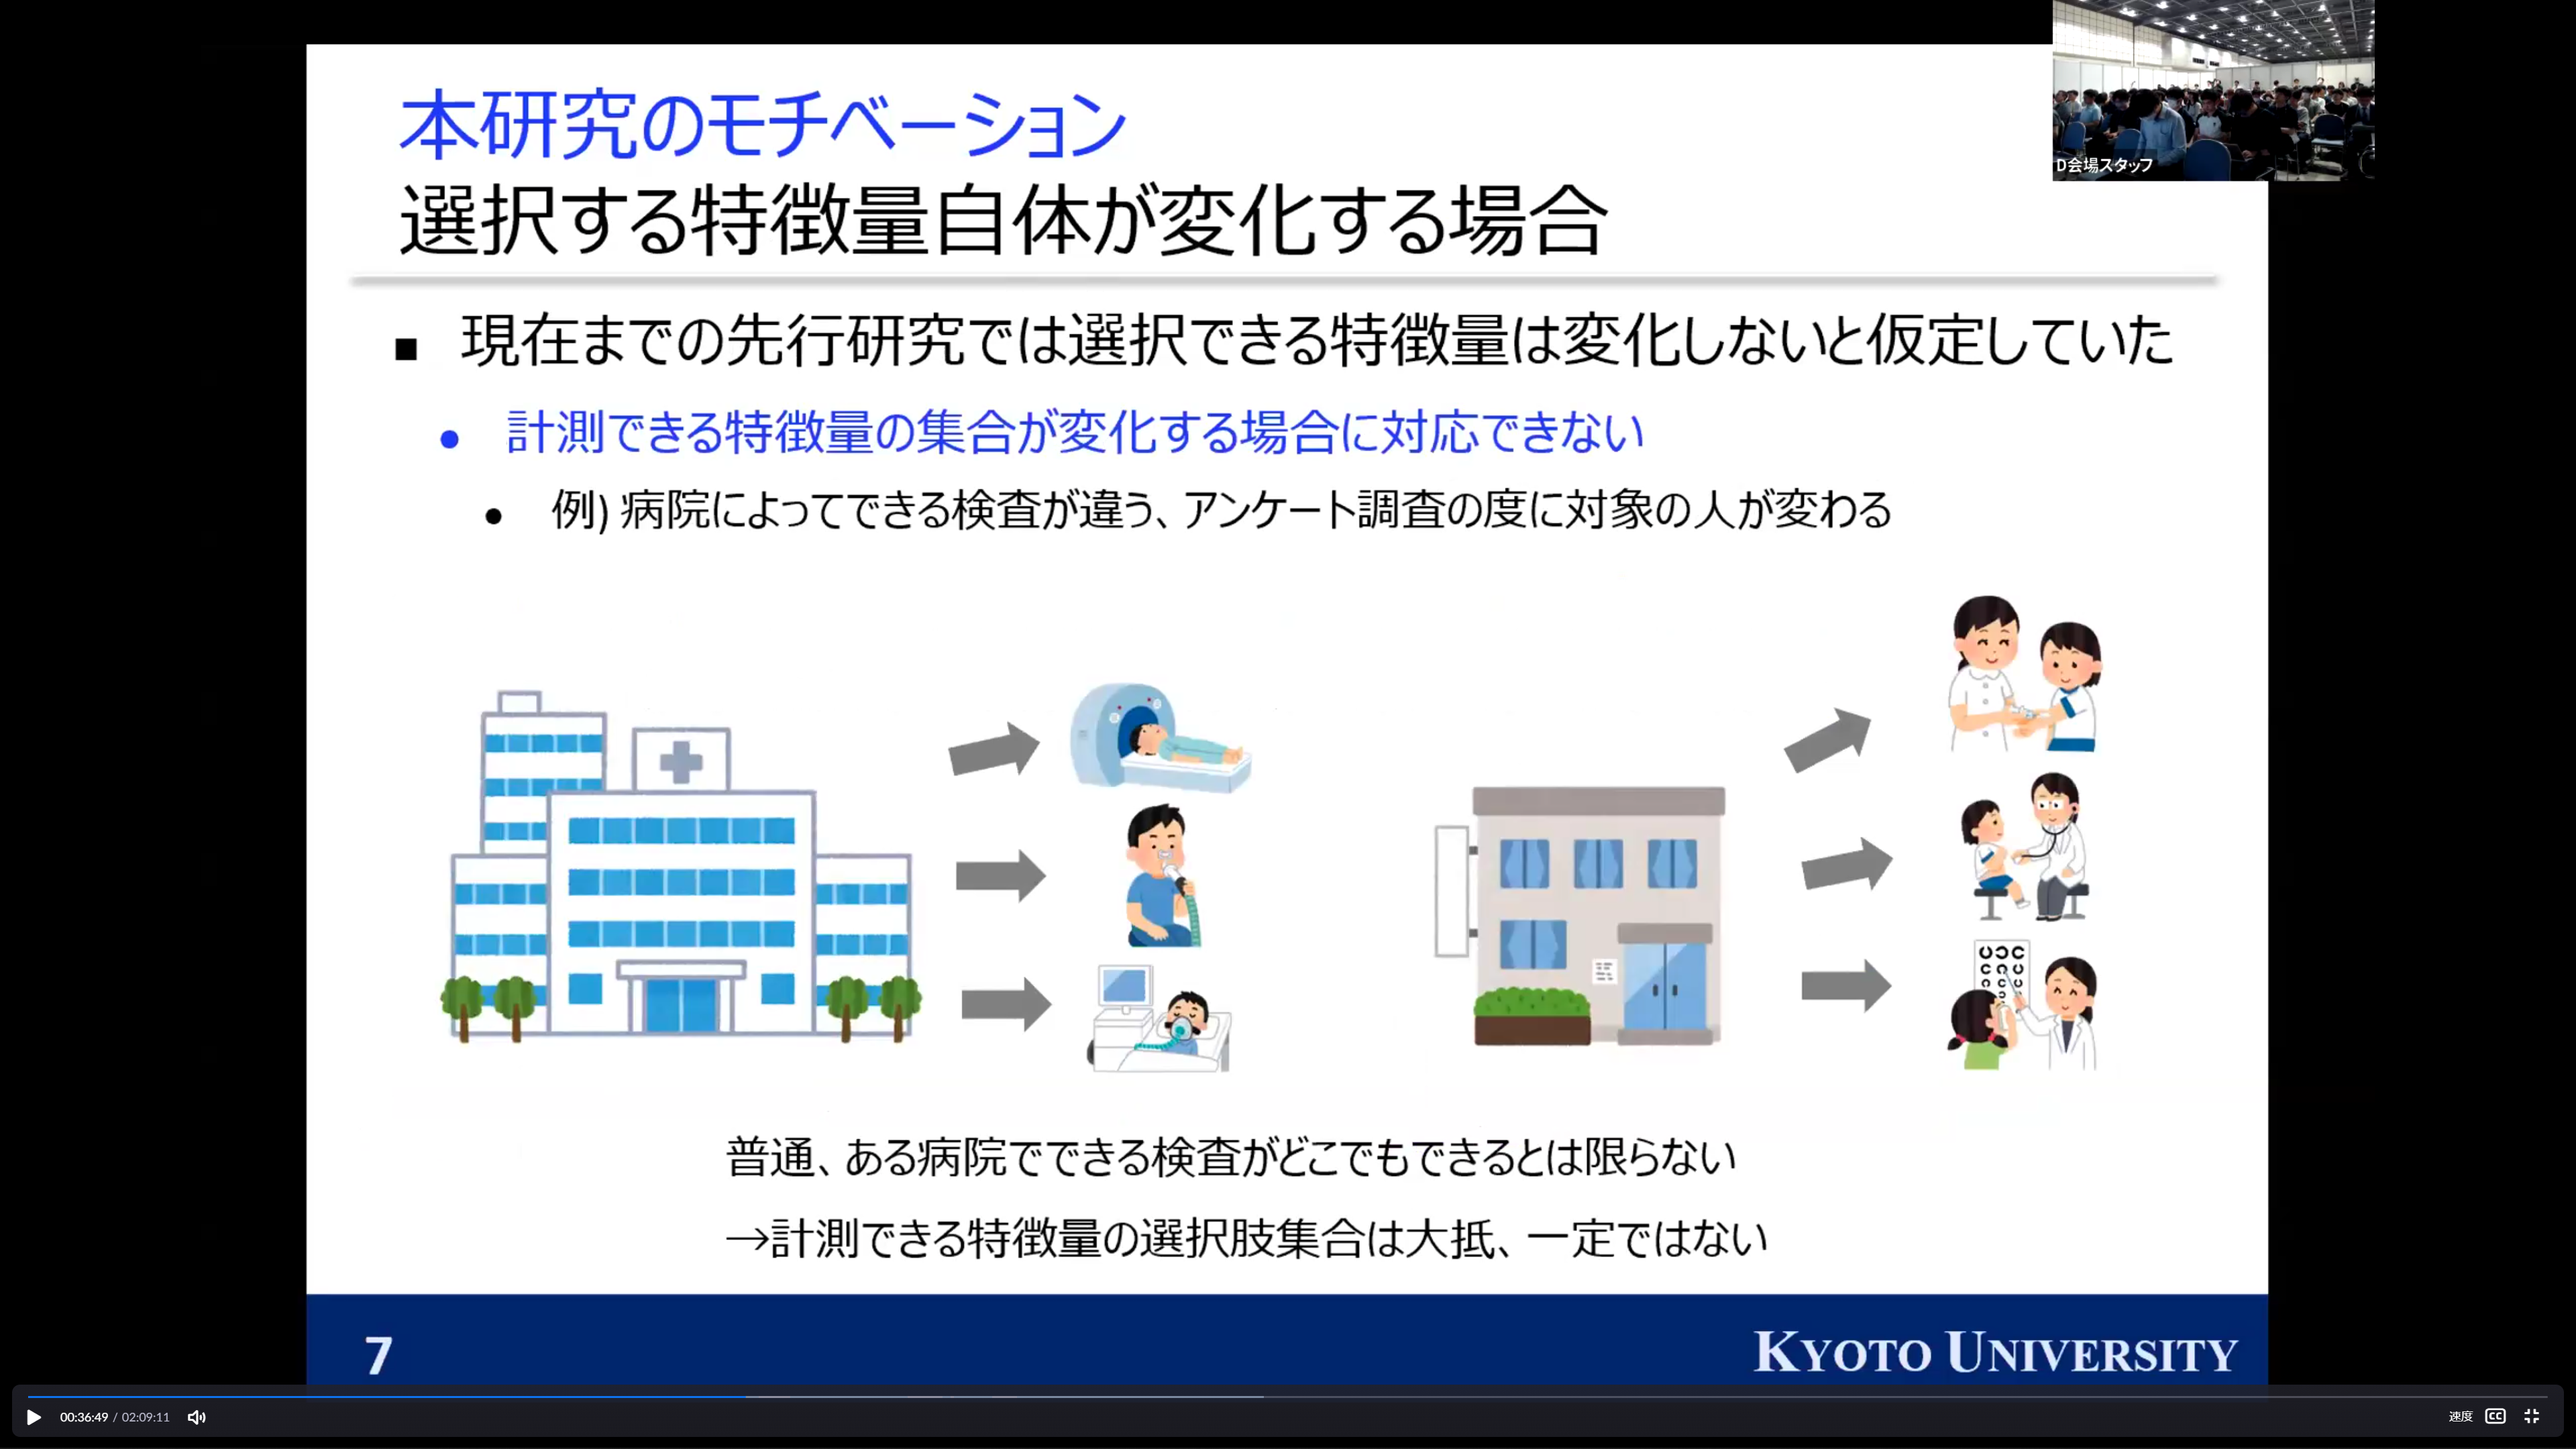 本研究のモチベーション
D会場スタッフ
選択する特徴量自体が変化する場合
■ 現在までの先行研究では選択できる特徴量は変化しないと仮定していた
• 計測できる特徴量の集合が変化する場合に対応できない
• 例) 病院によってできる検査が違う、アンケート調査の度に対象の人が変わる
普通、ある病院でできる検査がどこでもできるとは限らない
→計測できる特徴量の選択肢集合は大抵、一定ではない
7
KYOTO UNIVERSITY
00:36:49 / 02:09:11
速度
CC